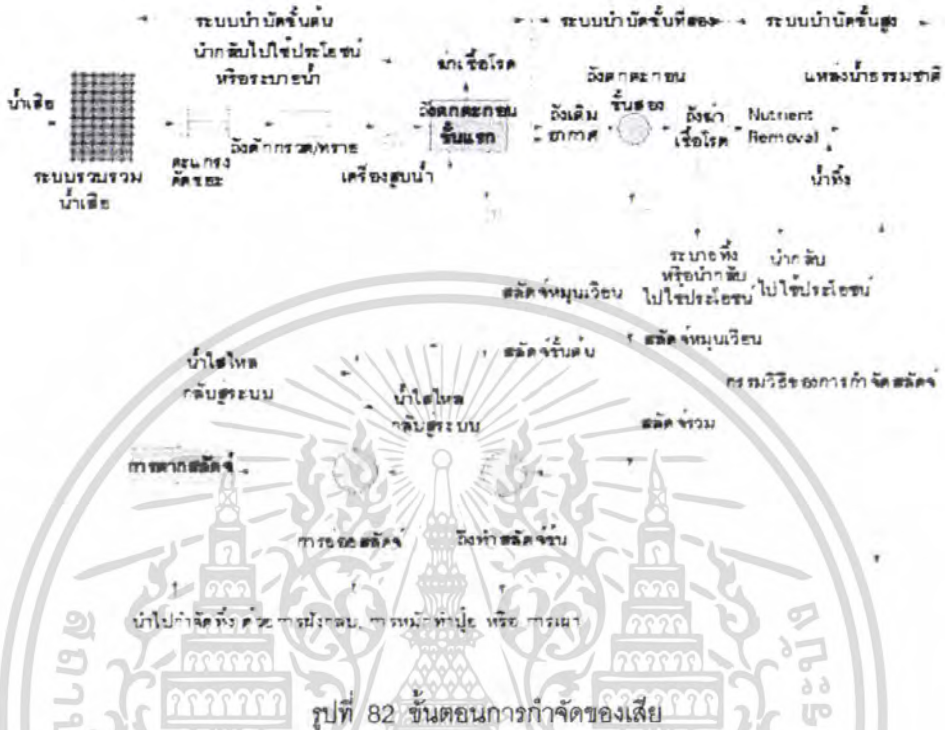 ระบบบำบัดขั้นต้น
ระบบบำบัดขั้นที่สอง
ระบบบำบัดขั้นสูง
นำกลับไปใช้ประโยชน์
หรือระบายน้ำ
ฆ่าเชื้อโรค
ถังตกตะกอน
ขั้นสอง
แหล่งน้ำธรรมชาติ
น้ำเสีย
ระบบรวบรวม
น้ำเสีย
ตะแกรง
ดักขยะ
ถังดักกรวด/ทราย
เครื่องสูบน้ำ
ถังตกตะกอน
ขั้นแรก
ถังเติม
อากาศ
ถังฆ่า
เชื้อโรค
Nutrient
Removal
น้ำทิ้ง
ระบายทิ้ง
หรือนำกลับ
ไปใช้ประโยชน์
นำกลับ
ไปใช้ประโยชน์
สลัดจ์หมุนเวียน
สลัดจ์หมุนเวียน
สลัดจ์ขั้นต้น
น้ำใสไหล
กลับสู่ระบบ
น้ำใสไหล
กลับสู่ระบบ
กรรมวิธีของการกำจัดสลัดจ์
สลัดจ์รวม
การตากสลัดจ์
การย่อยสลัดจ์
ถังทำสลัดจ์ข้น
นำไปกำจัดทิ้ง ด้วยการฝังกลบ, การหมักทำปุ๋ย หรือ การเผา
รูปที่ 82 ขั้นตอนการกำจัดของเสีย